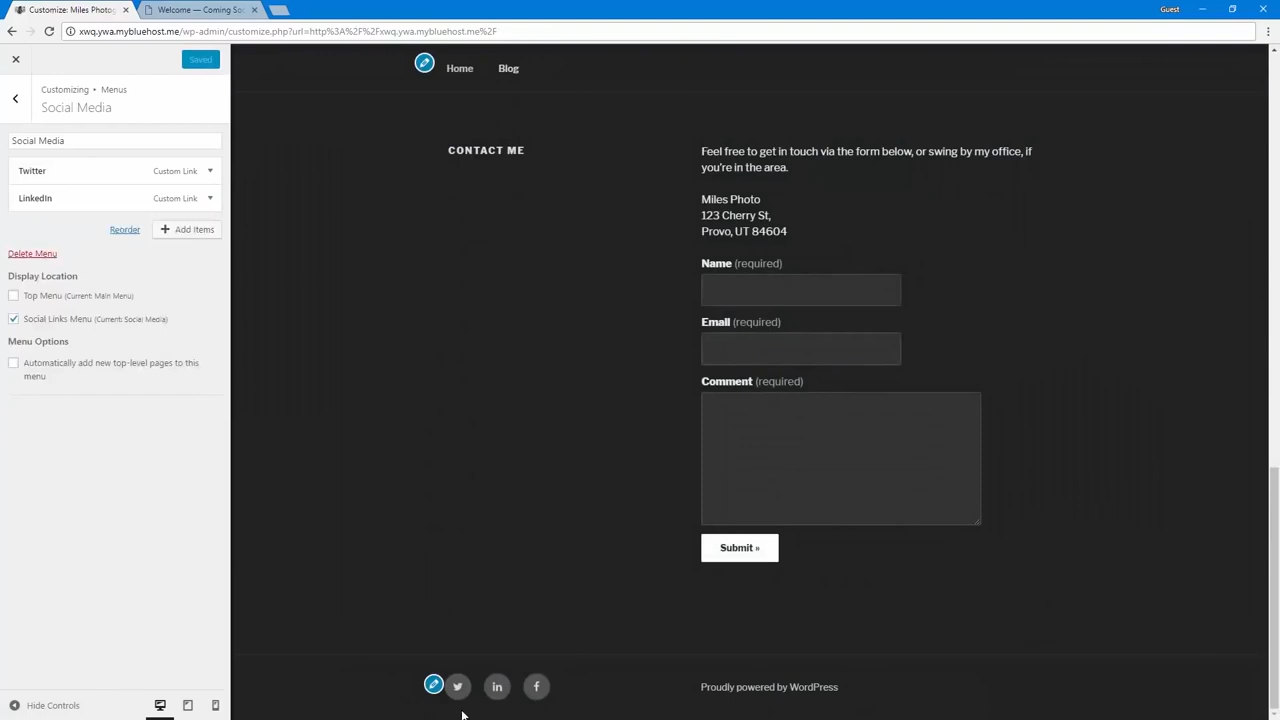 Customize: Miles Photog
Welcome — Coming Soo
Guest
xwq.ywa.mybluehost.me/wp-admin/customize.php?url=http%3A%2F%2Fxwq.ywa.mybluehost.me%2F
Saved
Customizing • Menus
Social Media
Social Media
Twitter Custom Link
LinkedIn Custom Link
Reorder
Add Items
Delete Menu
Display Location
Top Menu (Current: Main Menu)
Social Links Menu (Current: Social Media)
Menu Options
Automatically add new top-level pages to this
menu
Hide Controls
Home
Blog
CONTACT ME
Feel free to get in touch via the form below, or swing by my office, if
you're in the area.
Miles Photo
123 Cherry St,
Provo, UT 84604
Name (required)
Email (required)
Comment (required)
Submit »
in
f
Proudly powered by WordPress